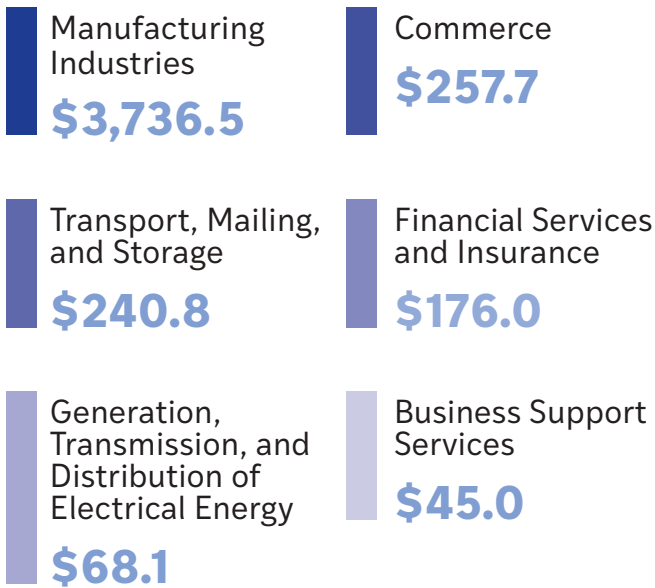 Manufacturing
Industries
$3,736.5
Commerce
$257.7
Transport, Mailing,
and Storage
$240.8
Financial Services
and Insurance
$176.0
Generation,
Transmission, and
Distribution of
Electrical Energy
$68.1
Business Support
Services
$45.0